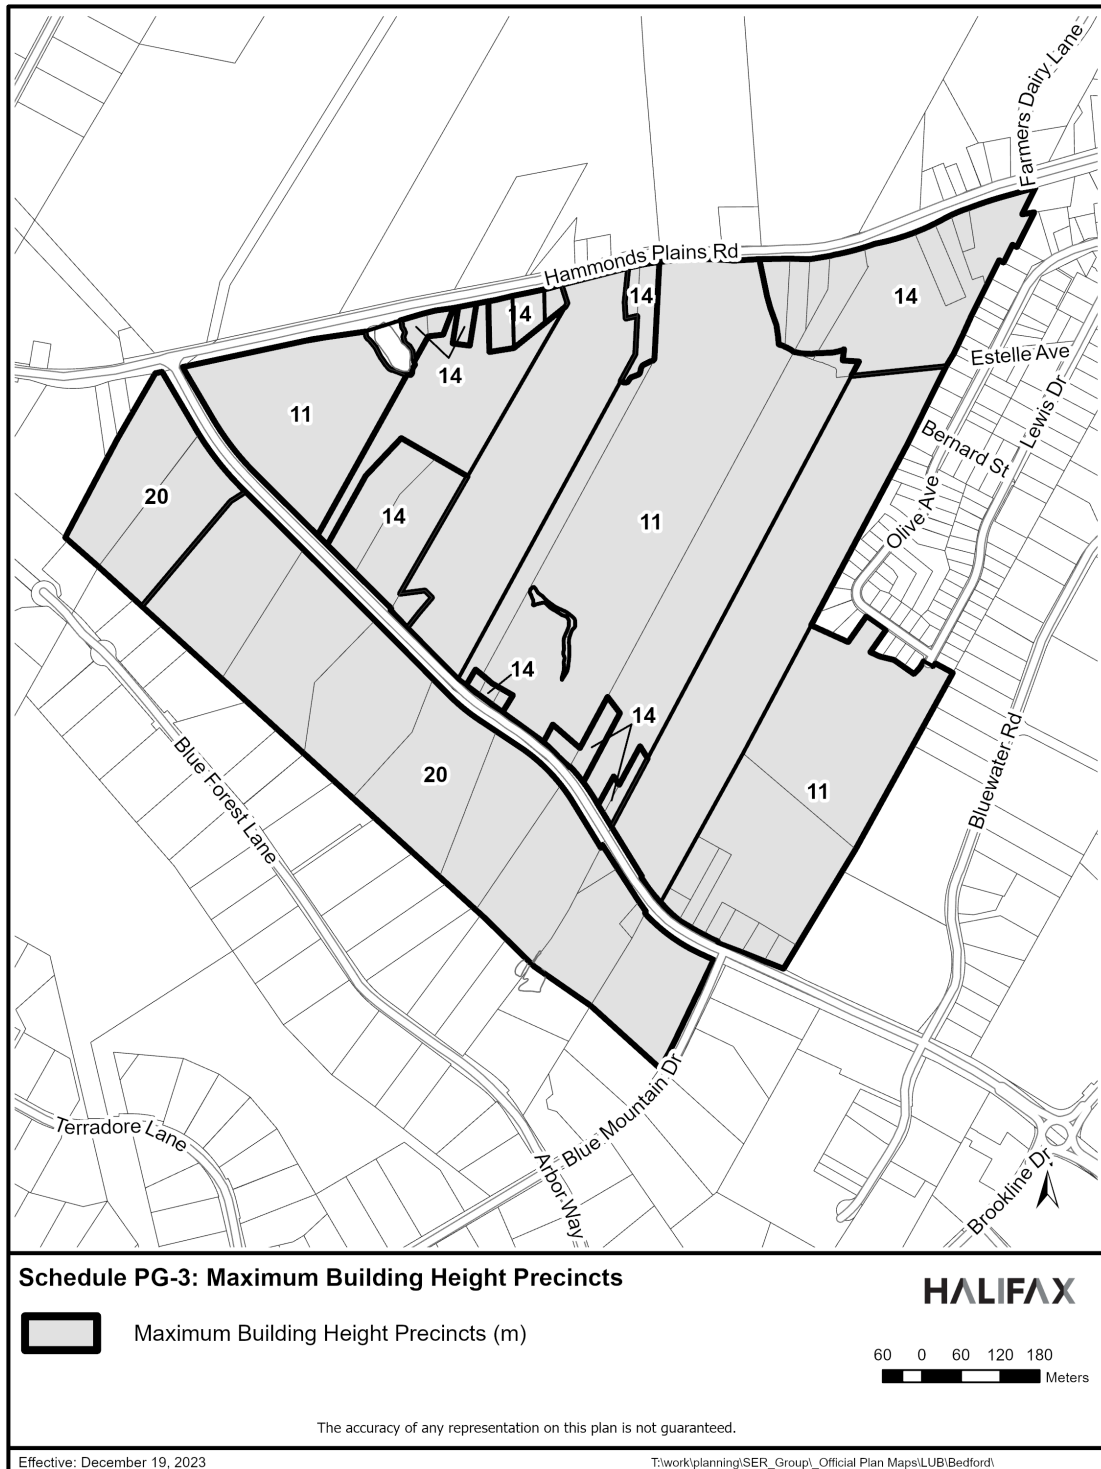 Farmers Dairy Lane
Hammonds Plains Rd
14
14
14
Estelle Ave
14
11
Lewis Dr
Bernard St
20
14
11
Olive Ave
14
14
Bluewater Rd
Blue Forest Lane
20
11
Blue Mountain Dr
Terradore Lane
Arbor Way
Brookline Dr
Schedule PG-3: Maximum Building Height Precincts
HALIFAX
Maximum Building Height Precincts (m)
60 0 60 120 180
Meters
The accuracy of any representation on this plan is not guaranteed.
Effective: December 19, 2023
T:\work\planning\SER_Group\_Official Plan Maps\LUB\Bedford\